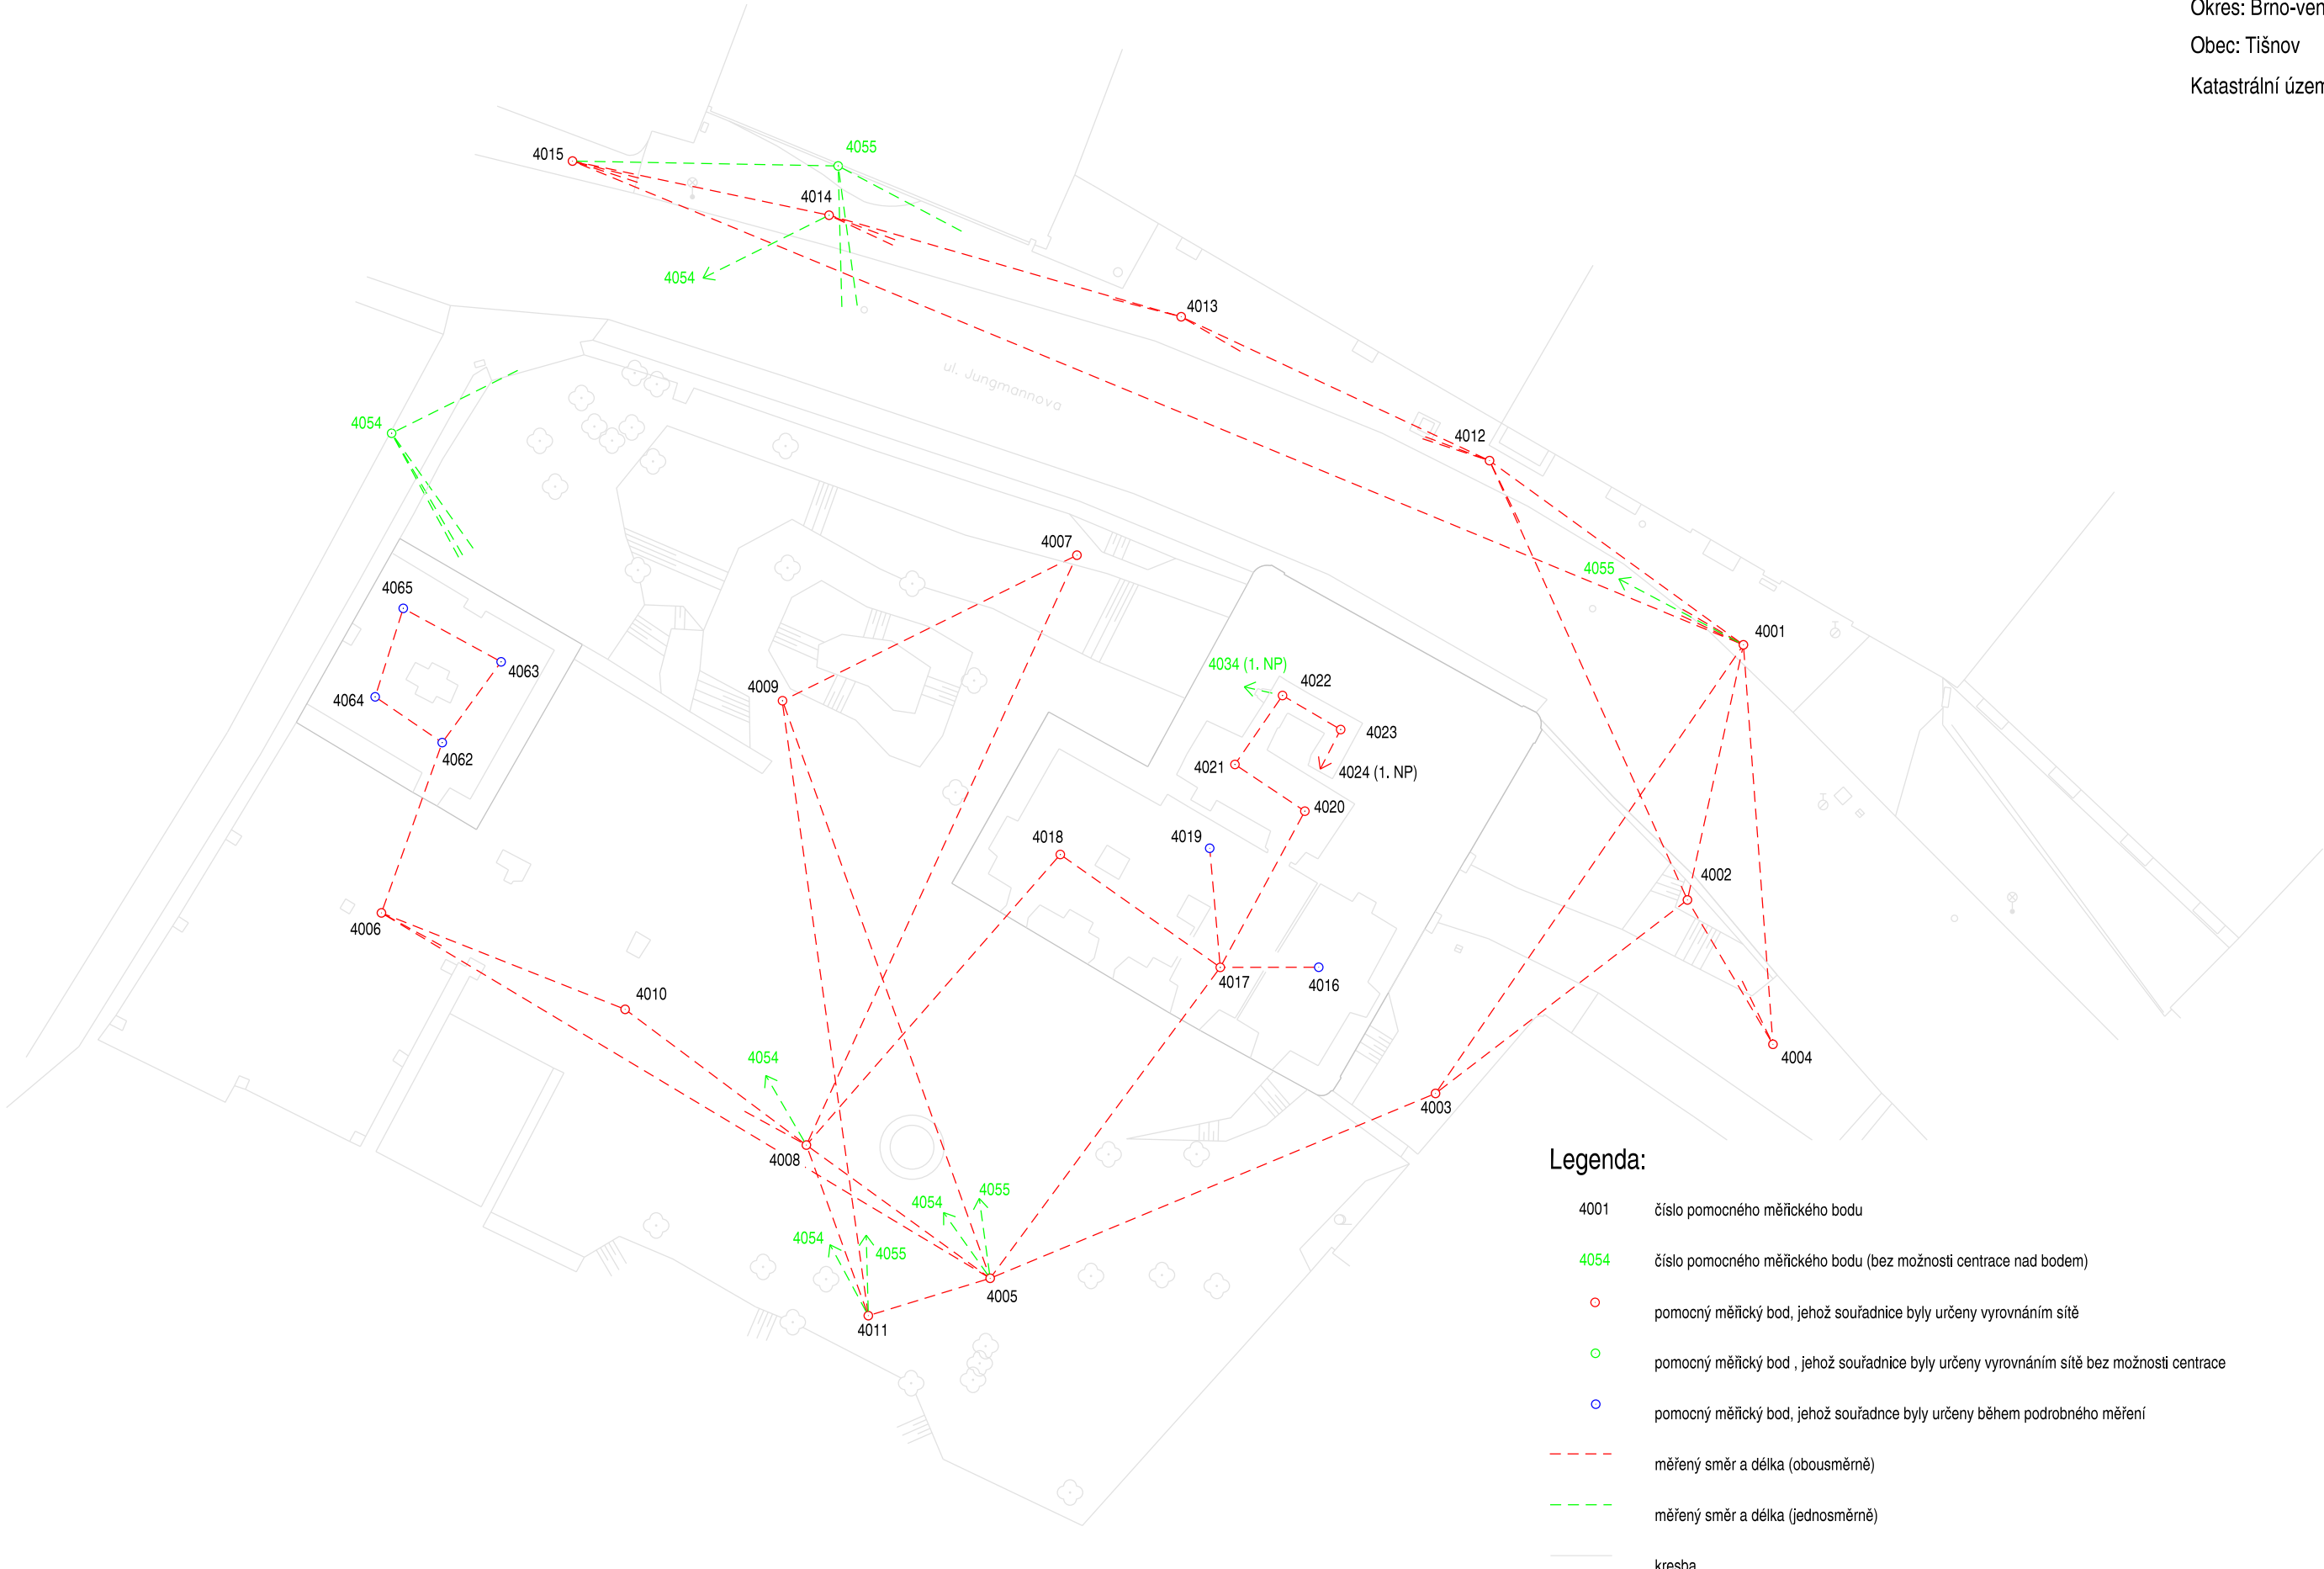 Obec: Tišnov
4055
4015
4014
4054
4013
ul. Jungmannova
4054
4012
4007
4055
4065
4001
4063
4034 (1. NP)
4022
4009
4064
4023
4062
4021
4024 (1. NP)
4020
4018
4019
4002
4006
4017
4016
4010
4054
4004
4003
4008
4055
4054
4054
4055
4005
4011
Legenda:
4001 číslo pomocného měřického bodu
4054 číslo pomocného měřického bodu (bez možnosti centrace nad bodem)
pomocný měřický bod, jehož souřadnice byly určeny vyrovnáním sítě
pomocný měřický bod , jehož souřadnice byly určeny vyrovnáním sítě bez možnosti centrace
pomocný měřický bod, jehož souřadnce byly určeny během podrobného měření
měřený směr a délka (obousměrně)
měřený směr a délka (jednosměrně)
kresba